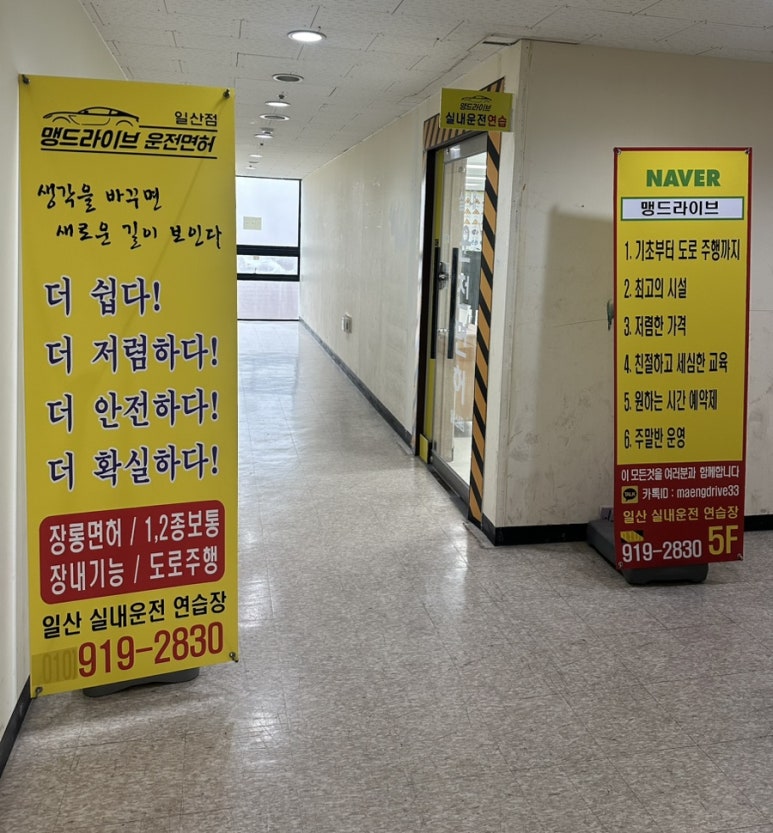 일산점
맹드라이브 운전면허
생각을 바꾸면
새로운 길이 보인다
더 쉽다!
더 저렴하다!
더 안전하다!
더 확실하다!
장롱면허 / 1,2종보통
장내기능 / 도로주행
일산 실내운전 연습장
010)919-2830
맹드라이브
실내운전연습
NAVER
맹드라이브
1. 기초부터 도로 주행까지
2. 최고의 시설
3. 저렴한 가격
4. 친절하고 세심한 교육
5. 원하는 시간 예약제
6. 주말반 운영
이 모든것을 여러분과 함께합니다
TALK 카톡ID : maengdrive33
일산 실내운전 연습장
919-2830 5F